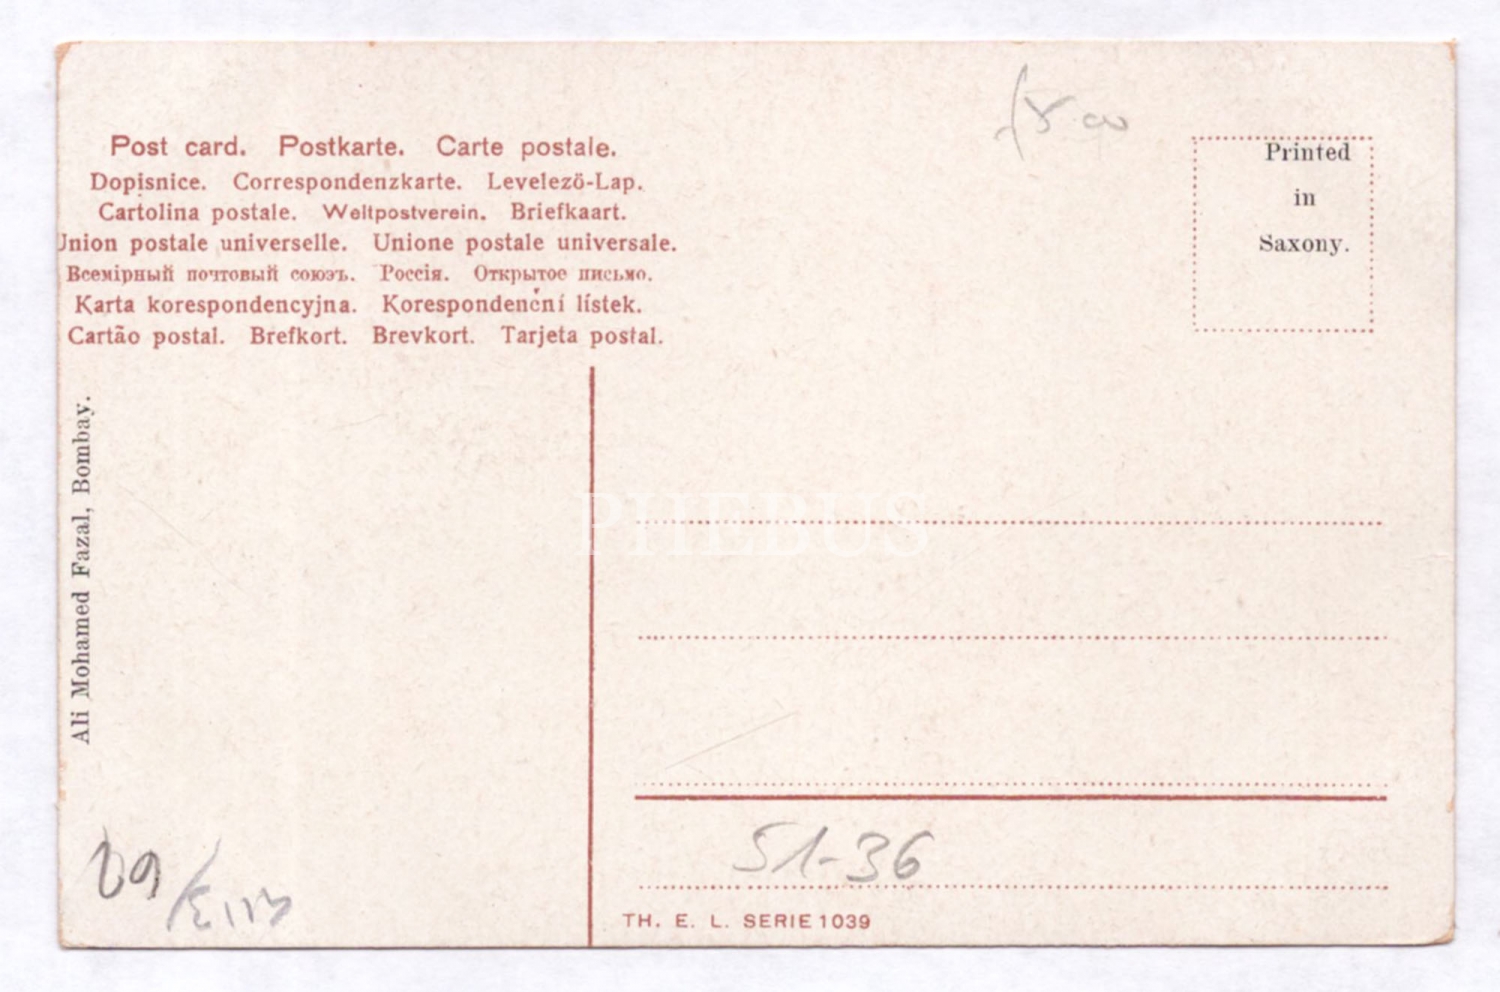 Post card. Postkarte. Carte postale.
Dopisnice. Correspondenzkarte. Levelezö-Lap.
Cartolina postale. Weltpostverein. Briefkaart.
Union postale universelle. Unione postale universale.
Всемірный почтовый союзъ. Россія. Открытое письмо.
Karta korespondencyjna. Korespondenční lístek.
Cartão postal. Brefkort. Brevkort. Tarjeta postal.
Printed
in
Saxony.
Ali Mohamed Fazal, Bombay.
PHEBUS
51-36
TH. E. L. SERIE 1039